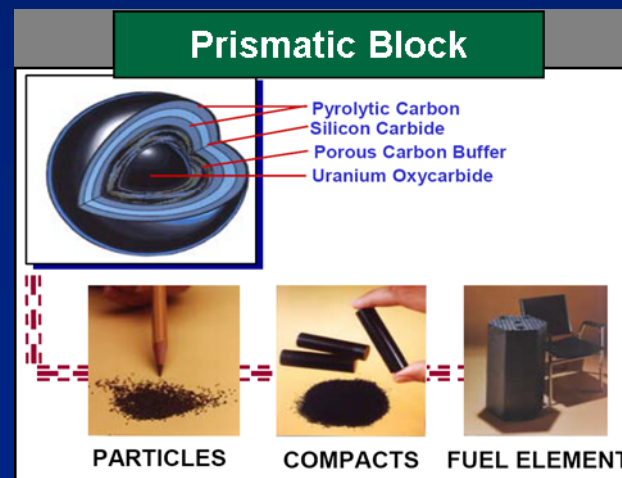 Prismatic Block
Pyrolytic Carbon
Silicon Carbide
Porous Carbon Buffer
Uranium Oxycarbide
PARTICLES
COMPACTS
FUEL ELEMENT